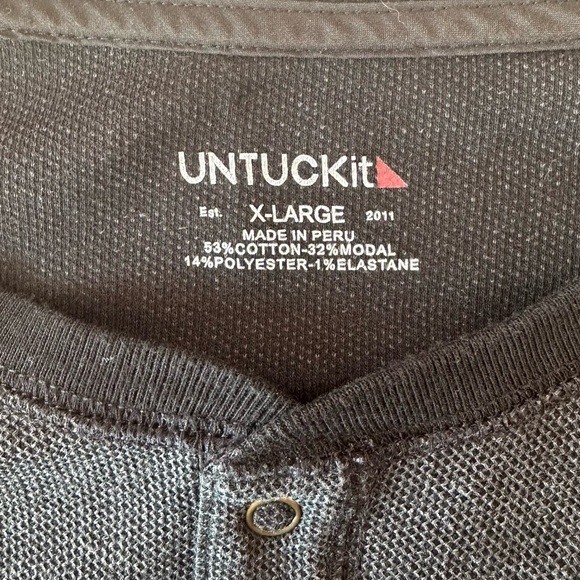 UNTUCKit
Est. X-LARGE 2011
MADE IN PERU
53%COTTON-32%MODAL
14%POLYESTER-1%ELASTANE